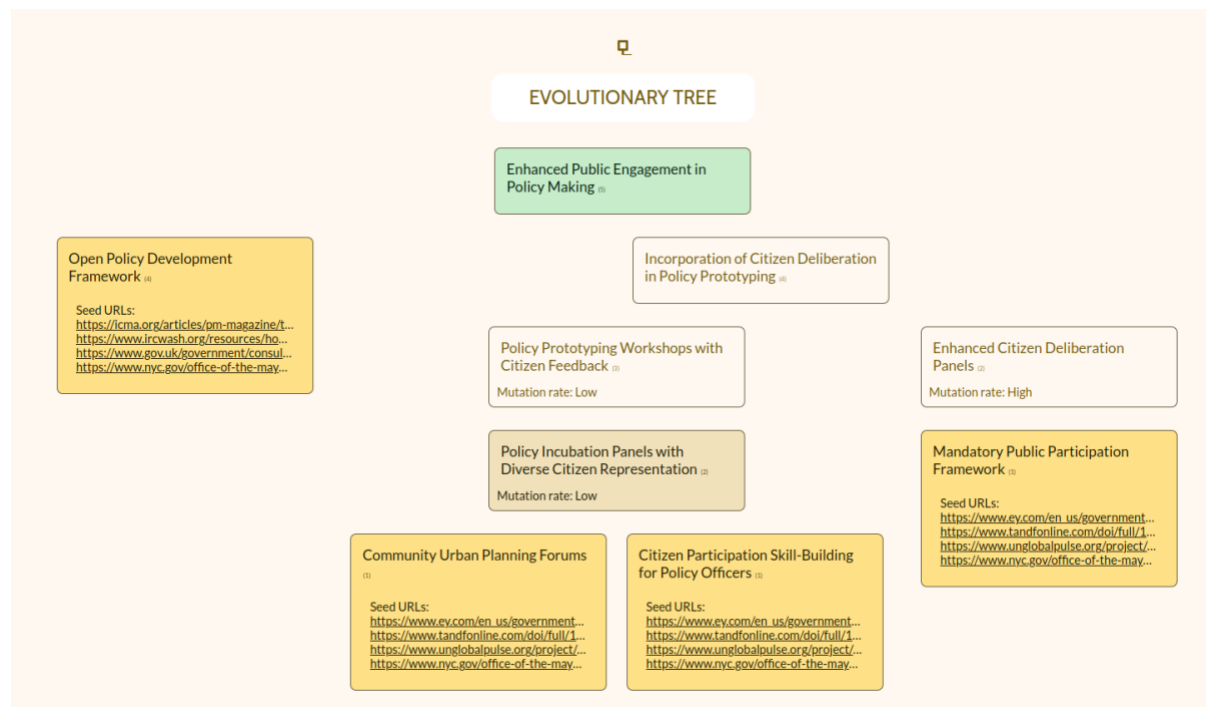 EVOLUTIONARY TREE
Enhanced Public Engagement in
Policy Making (5)
Open Policy Development
Framework (4)
Seed URLs:
https://icma.org/articles/pm-magazine/t...
https://www.ircwash.org/resources/ho...
https://www.gov.uk/government/consul...
https://www.nyc.gov/office-of-the-may...
Incorporation of Citizen Deliberation
in Policy Prototyping (4)
Policy Prototyping Workshops with
Citizen Feedback (3)
Mutation rate: Low
Enhanced Citizen Deliberation
Panels (2)
Mutation rate: High
Policy Incubation Panels with
Diverse Citizen Representation (2)
Mutation rate: Low
Mandatory Public Participation
Framework (1)
Seed URLs:
https://www.ey.com/en_us/government...
https://www.tandfonline.com/doi/full/1...
https://www.unglobalpulse.org/project/...
https://www.nyc.gov/office-of-the-may...
Community Urban Planning Forums
(1)
Seed URLs:
https://www.ey.com/en_us/government...
https://www.tandfonline.com/doi/full/1...
https://www.unglobalpulse.org/project/...
https://www.nyc.gov/office-of-the-may...
Citizen Participation Skill-Building
for Policy Officers (1)
Seed URLs:
https://www.ey.com/en_us/government...
https://www.tandfonline.com/doi/full/1...
https://www.unglobalpulse.org/project/...
https://www.nyc.gov/office-of-the-may...